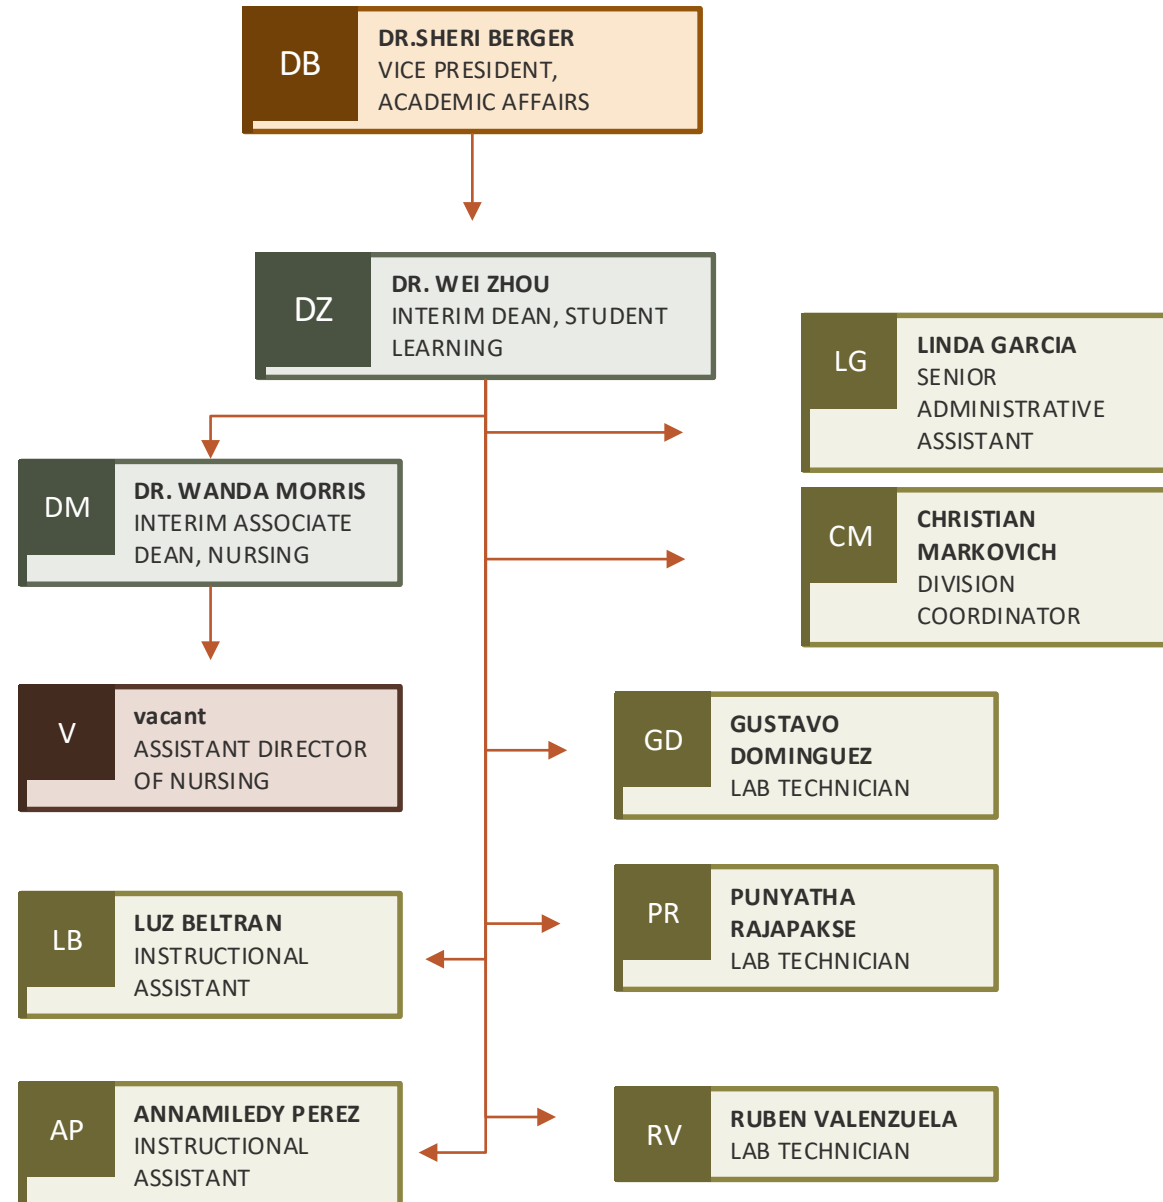 DB
DR.SHERI BERGER
VICE PRESIDENT,
ACADEMIC AFFAIRS
DZ
DR. WEI ZHOU
INTERIM DEAN, STUDENT
LEARNING
LG
LINDA GARCIA
SENIOR
ADMINISTRATIVE
ASSISTANT
DM
DR. WANDA MORRIS
INTERIM ASSOCIATE
DEAN, NURSING
CM
CHRISTIAN
MARKOVICH
DIVISION
COORDINATOR
V
vacant
ASSISTANT DIRECTOR
OF NURSING
GD
GUSTAVO
DOMINGUEZ
LAB TECHNICIAN
LB
LUZ BELTRAN
INSTRUCTIONAL
ASSISTANT
PR
PUNYATHA
RAJAPAKSE
LAB TECHNICIAN
AP
ANNAMILEDY PEREZ
INSTRUCTIONAL
ASSISTANT
RV
RUBEN VALENZUELA
LAB TECHNICIAN